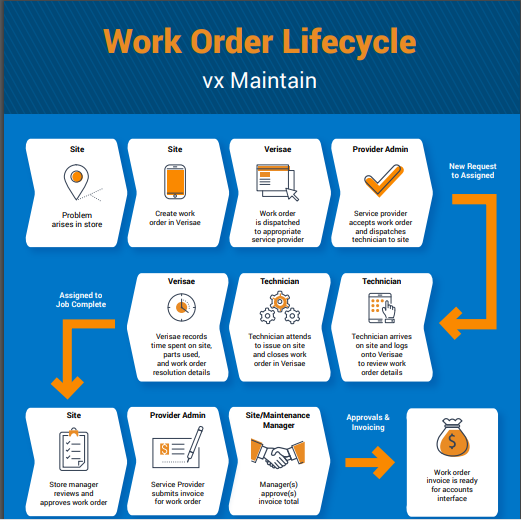 Work Order Lifecycle
vx Maintain
Site
Problem
arises in store
Site
Create work
order in Verisae
Verisae
Work order
is dispatched
to appropriate
service provider
Provider Admin
Service provider
accepts work order
and dispatches
technician to site
New Request
to Assigned
Technician
Technician arrives
on site and logs
onto Verisae
to review work
order details
Technician
Technician attends
to issue on site
and closes work
order in Verisae
Verisae
Verisae records
time spent on site,
parts used,
and work order
resolution details
Assigned to
Job Complete
Site
Store manager
reviews and
approves work order
Provider Admin
$
Service Provider
submits invoice
for work order
Site/Maintenance
Manager
Manager(s)
approve(s)
invoice total
Approvals &
Invoicing
$
Work order
invoice is ready
for accounts
interface